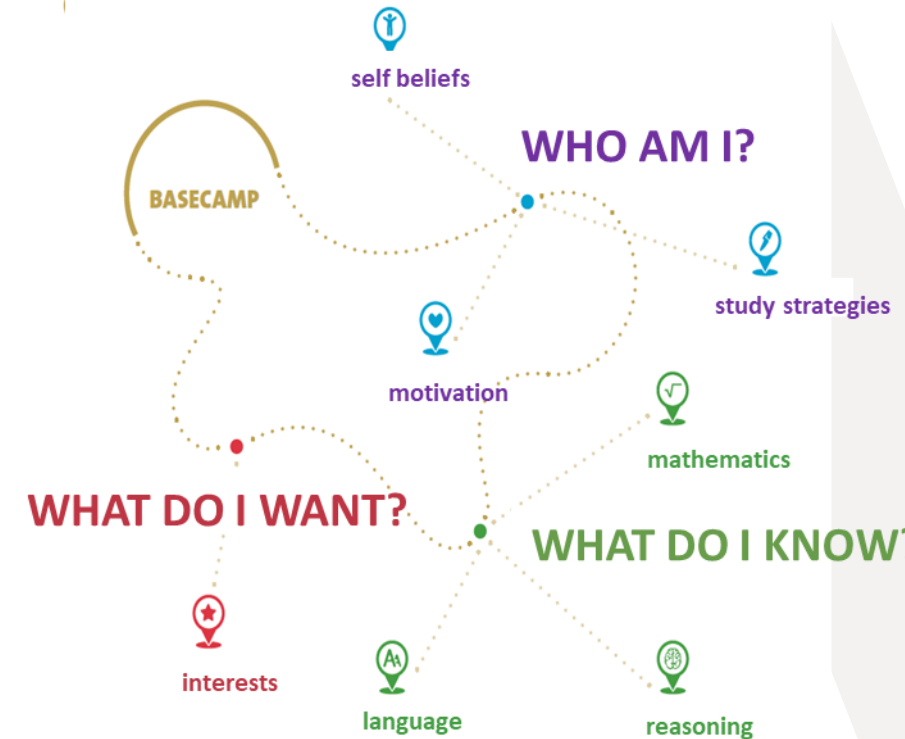 self beliefs
WHO AM I?
BASECAMP
study strategies
motivation
mathematics
WHAT DO I WANT?
WHAT DO I KNOW?
interests
language
reasoning